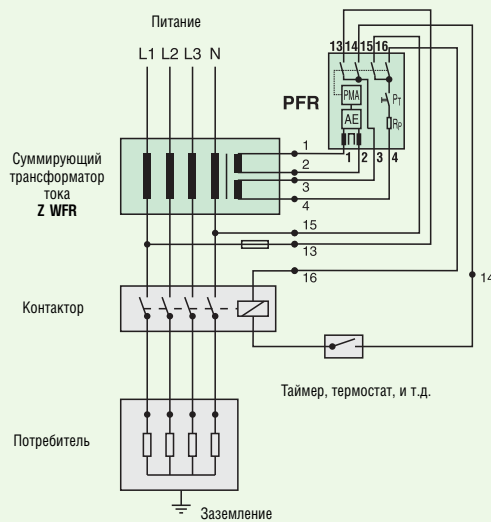 Питание
L1 L2 L3 N
13 14 15 16
PFR
PMA
PT
AE
RP
1 2 3 4
Суммирующий
трансформатор
тока
Z WFR
1
2
3
4
15
13
16
14
Контактор
Таймер, термостат, и т.д.
Потребитель
Заземление